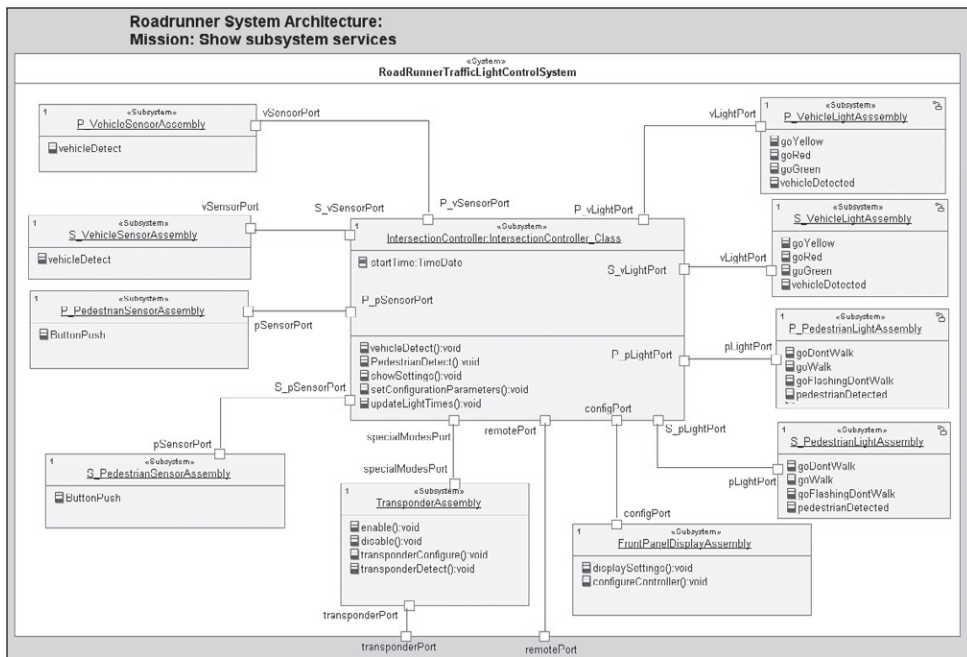 Roadrunner System Architecture:
Mission: Show subsystem services
«System»
RoadRunnerTrafficLightControlSystem
1
«Subsystem»
P_VehicleSensorAssembly
vehicleDetect
vSensorPort
P_vSensorPort
1
«Subsystem»
S_VehicleSensorAssembly
vehicleDetect
vSensorPort
S_vSensorPort
1
«Subsystem»
P_PedestrianSensorAssembly
ButtonPush
pSensorPort
P_pSensorPort
1
«Subsystem»
S_PedestrianSensorAssembly
ButtonPush
pSensorPort
S_pSensorPort
1
«Subsystem»
IntersectionController:IntersectionController_Class
startTime:TimeDate
vehicleDetect():void
PedestrianDetect():void
showSettings():void
setConfigurationParameters():void
updateLightTimes():void
P_vLightPort
S_vLightPort
P_pLightPort
S_pLightPort
configPort
remotePort
specialModesPort
vLightPort
1
«Subsystem»
P_VehicleLightAsssembly
goYellow
goRed
goGreen
vehicleDetected
vLightPort
1
«Subsystem»
S_VehicleLightAssembly
goYellow
goRed
goGreen
vehicleDetected
pLightPort
1
«Subsystem»
P_PedestrianLightAssembly
goDontWalk
goWalk
goFlashingDontWalk
pedestrianDetected
pLightPort
1
«Subsystem»
S_PedestrianLightAssembly
goDontWalk
goWalk
goFlashingDontWalk
pedestrianDetected
specialModesPort
1
«Subsystem»
TransponderAssembly
enable():void
disable():void
transponderConfigure():void
transponderDetect():void
transponderPort
transponderPort
remotePort
configPort
1
«Subsystem»
FrontPanelDisplayAssembly
displaySettings():void
configureController():void